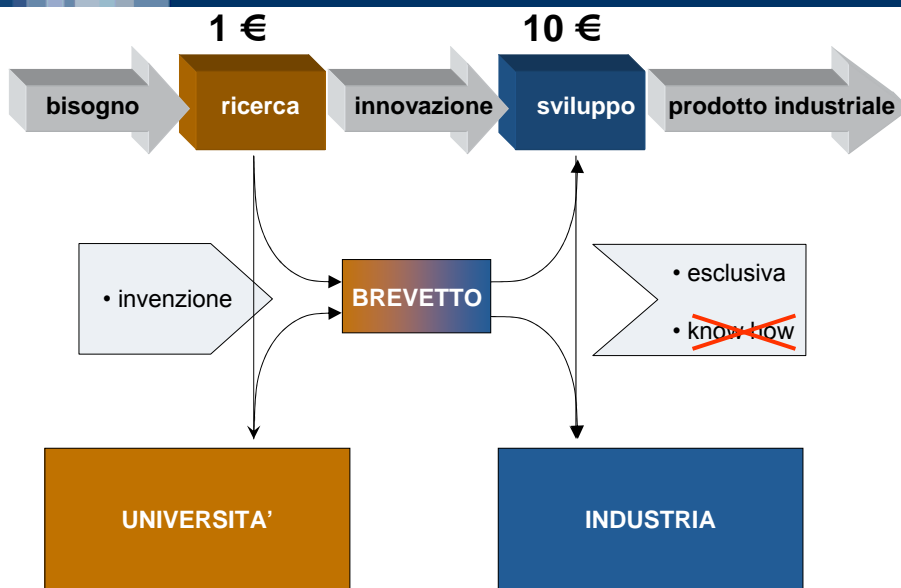 1 €
10 €
bisogno
ricerca
innovazione
sviluppo
prodotto industriale
• invenzione
BREVETTO
• esclusiva
• know how
UNIVERSITA’
INDUSTRIA